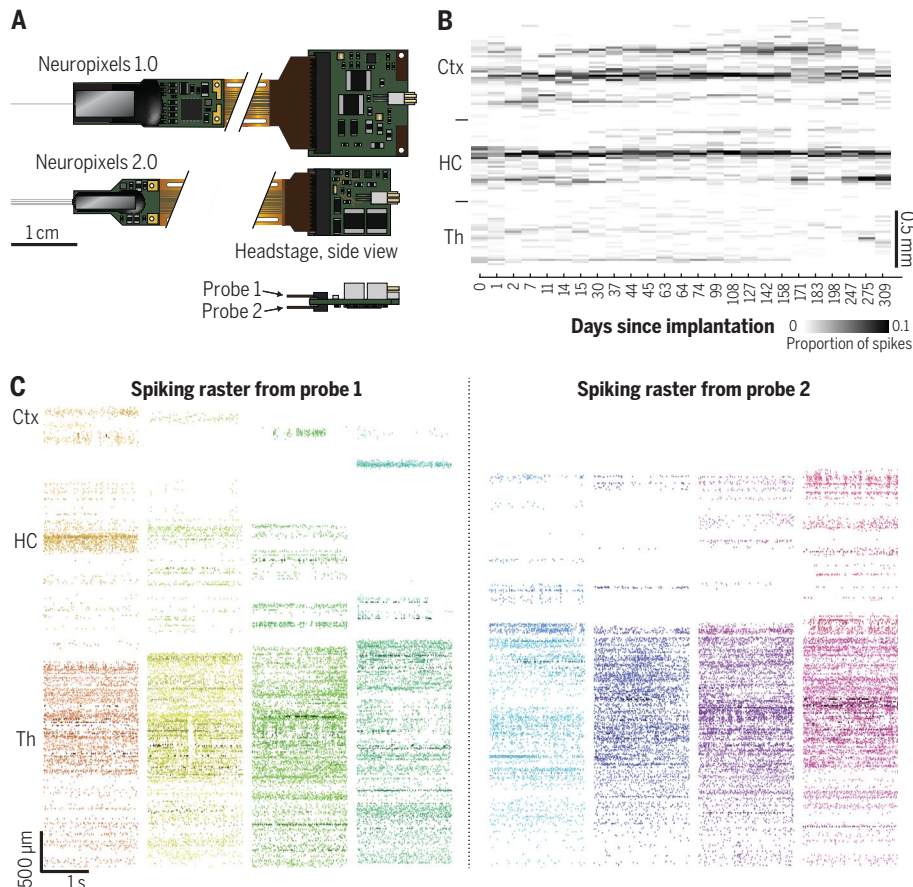 A
Neuropixels 1.0
Neuropixels 2.0
1 cm
Headstage, side view
Probe 1
Probe 2
B
Ctx
HC
Th
0.5 mm
0 1 2 7 11 14 15 30 37 44 45 63 64 74 99 108 127 142 158 171 183 198 247 275 309
Days since implantation
0 0.1
Proportion of spikes
C
Spiking raster from probe 1
Spiking raster from probe 2
Ctx
HC
Th
500 µm
1 s